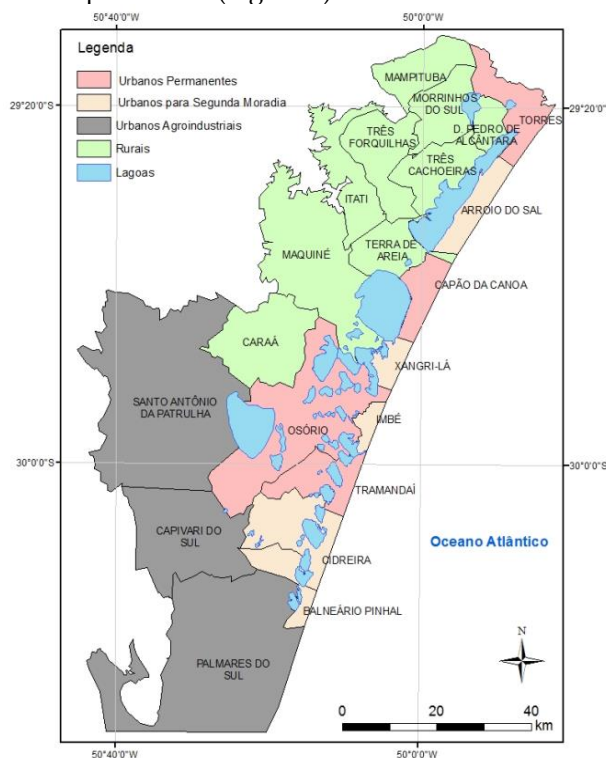 50°40'0"W
50°0'0"W
Legenda
Urbanos Permanentes
Urbanos para Segunda Moradia
Urbanos Agroindustriais
Rurais
Lagoas
29°20'0"S
29°20'0"S
MAMPITUBA
MORRINHOS
DO SUL
TORRES
D. PEDRO DE
ALCÂNTARA
TRÊS
FORQUILHAS
TRÊS
CACHOEIRAS
ITATI
ARROIO DO SAL
MAQUINÉ
TERRA DE
AREIA
CAPÃO DA CANOA
CARAÁ
XANGRI-LÁ
SANTO ANTÔNIO
DA PATRULHA
IMBÉ
OSÓRIO
30°0'0"S
30°0'0"S
TRAMANDAÍ
CAPIVARI DO
SUL
Oceano Atlântico
CIDREIRA
BALNEÁRIO PINHAL
PALMARES DO
SUL
N
0 20 40
km
50°40'0"W
50°0'0"W